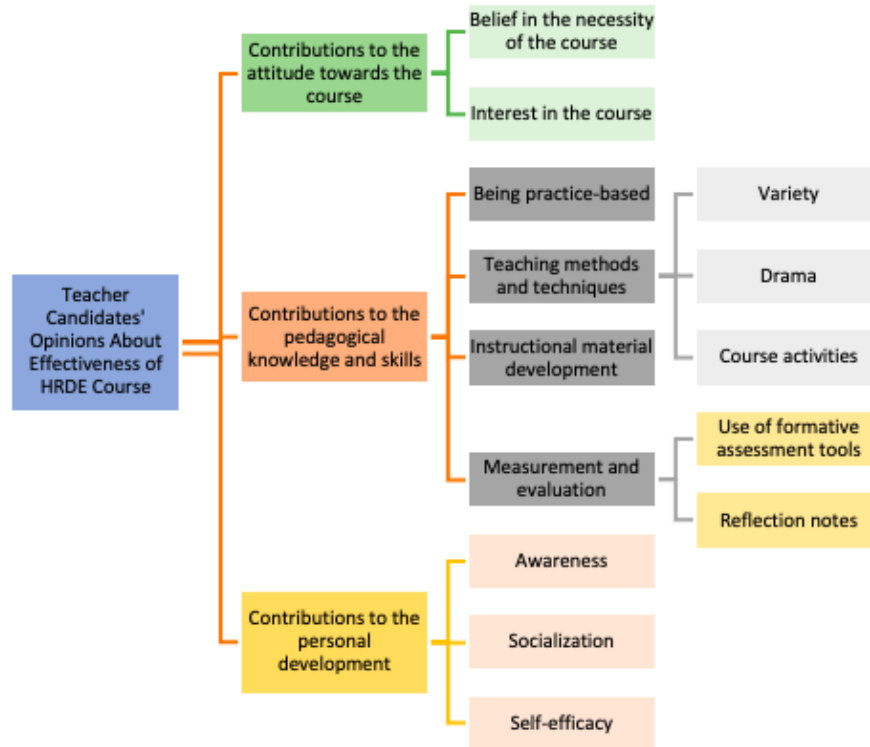 Teacher
Candidates'
Opinions About
Effectiveness of
HRDE Course
Contributions to the
attitude towards the
course
Belief in the necessity
of the course
Interest in the course
Contributions to the
pedagogical
knowledge and skills
Being practice-based
Teaching methods
and techniques
Variety
Drama
Course activities
Instructional material
development
Measurement and
evaluation
Use of formative
assessment tools
Reflection notes
Contributions to the
personal
development
Awareness
Socialization
Self-efficacy